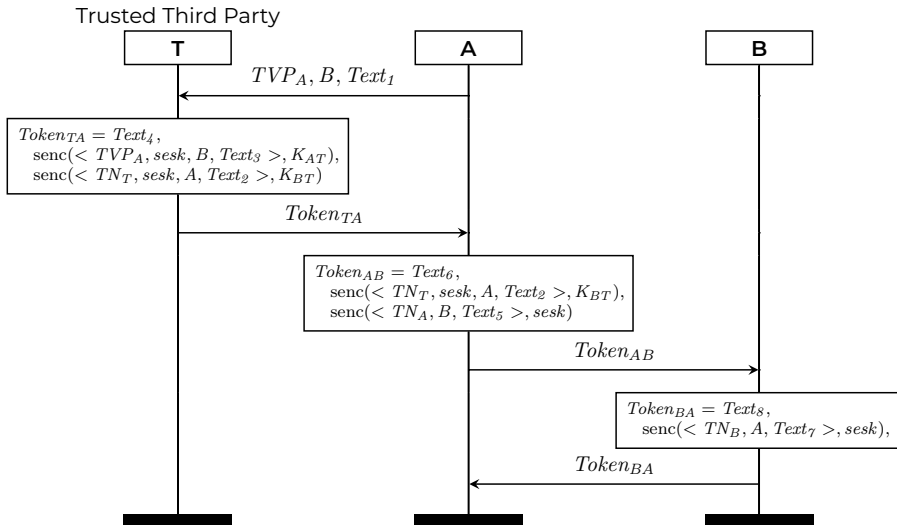 Trusted Third Party
T
A
B
TVP_A, B, Text_1
Token_TA = Text_4,
senc(< TVP_A, sesk, B, Text_3 >, K_AT),
senc(< TN_T, sesk, A, Text_2 >, K_BT)
Token_TA
Token_AB = Text_6,
senc(< TN_T, sesk, A, Text_2 >, K_BT),
senc(< TN_A, B, Text_5 >, sesk)
Token_AB
Token_BA = Text_8,
senc(< TN_B, A, Text_7 >, sesk),
Token_BA